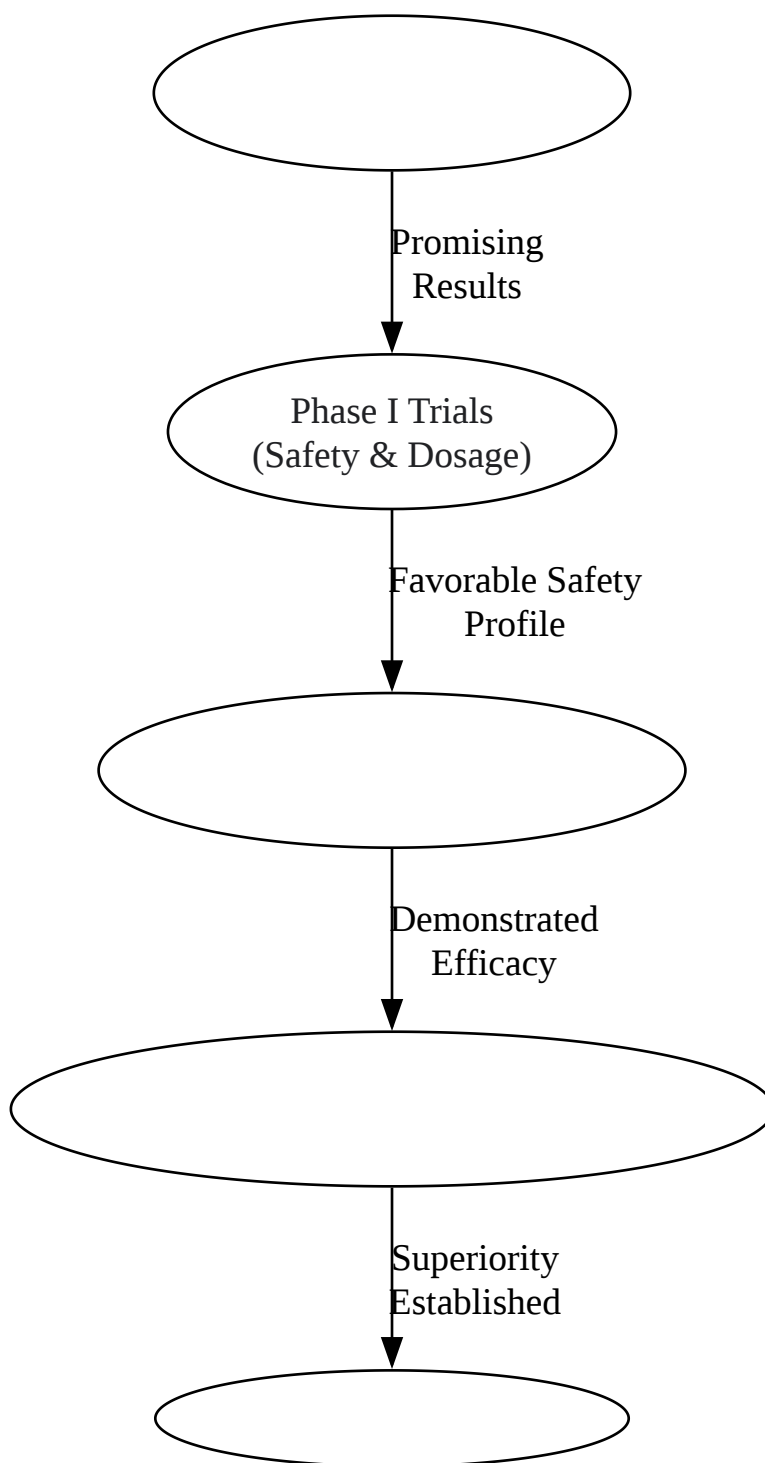 Promising
Results
Phase I Trials
(Safety & Dosage)
Favorable Safety
Profile
Demonstrated
Efficacy
Superiority
Established